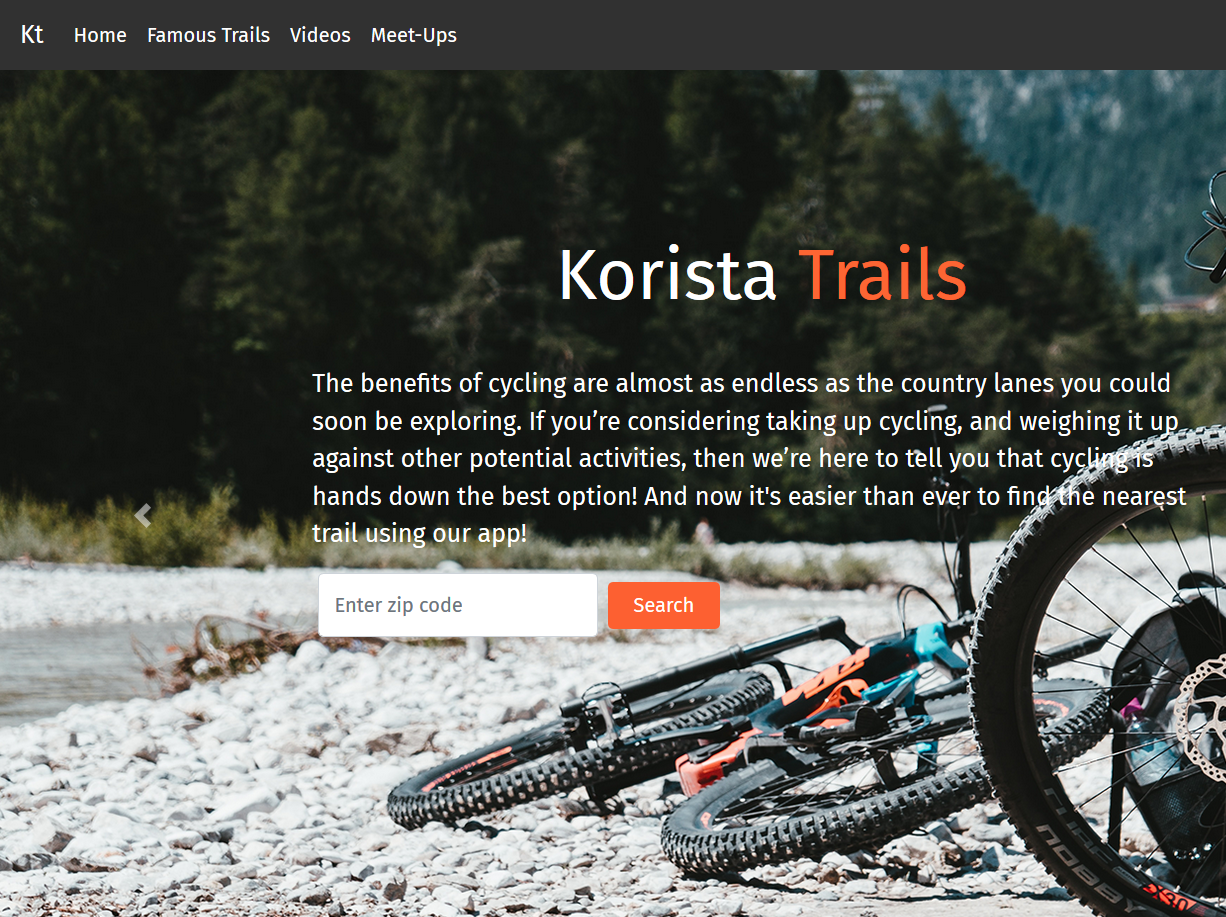 Kt Home Famous Trails Videos Meet-Ups
Korista Trails
The benefits of cycling are almost as endless as the country lanes you could
soon be exploring. If you’re considering taking up cycling, and weighing it up
against other potential activities, then we’re here to tell you that cycling is
hands down the best option! And now it's easier than ever to find the nearest
trail using our app!
Enter zip code Search
NOBBY